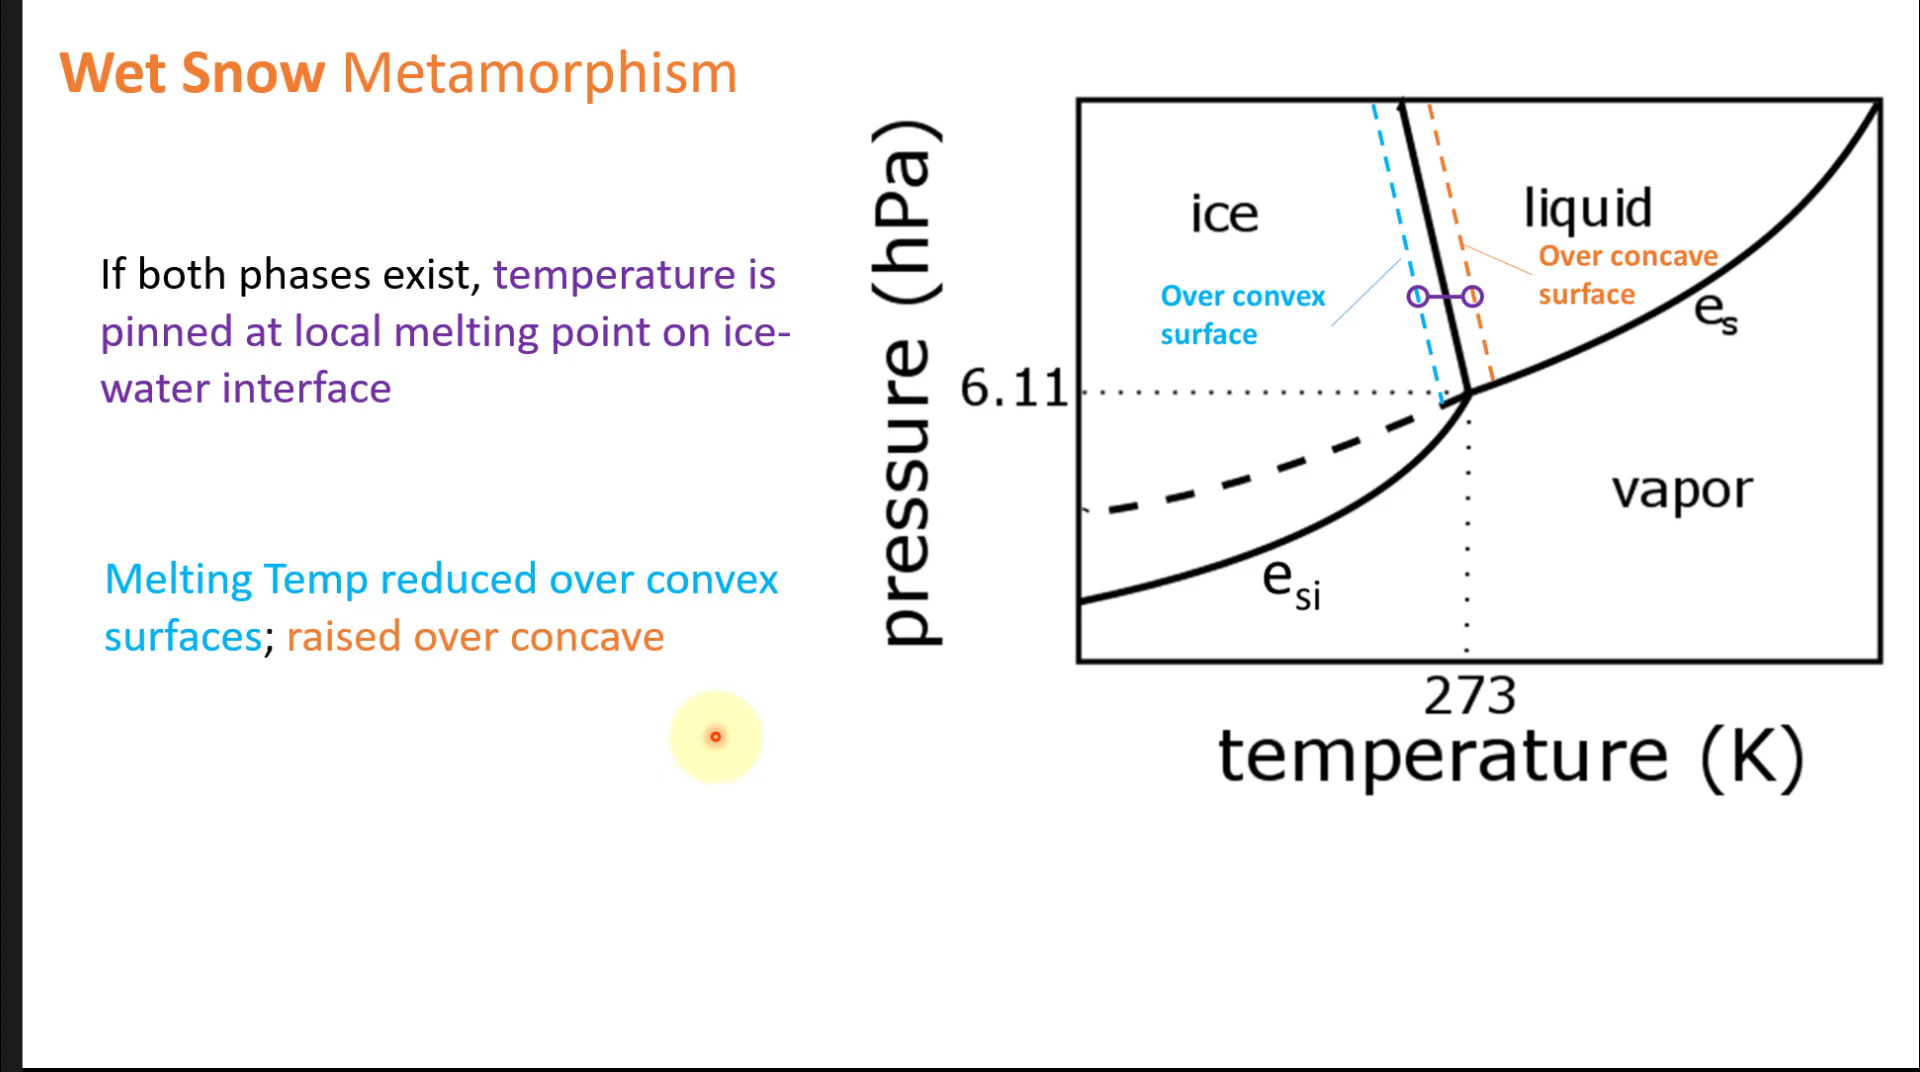 Wet Snow Metamorphism
If both phases exist, temperature is
pinned at local melting point on ice-
water interface
Melting Temp reduced over convex
surfaces; raised over concave
pressure (hPa)
6.11
ice
liquid
Over concave
surface
Over convex
surface
es
vapor
esi
273
temperature (K)